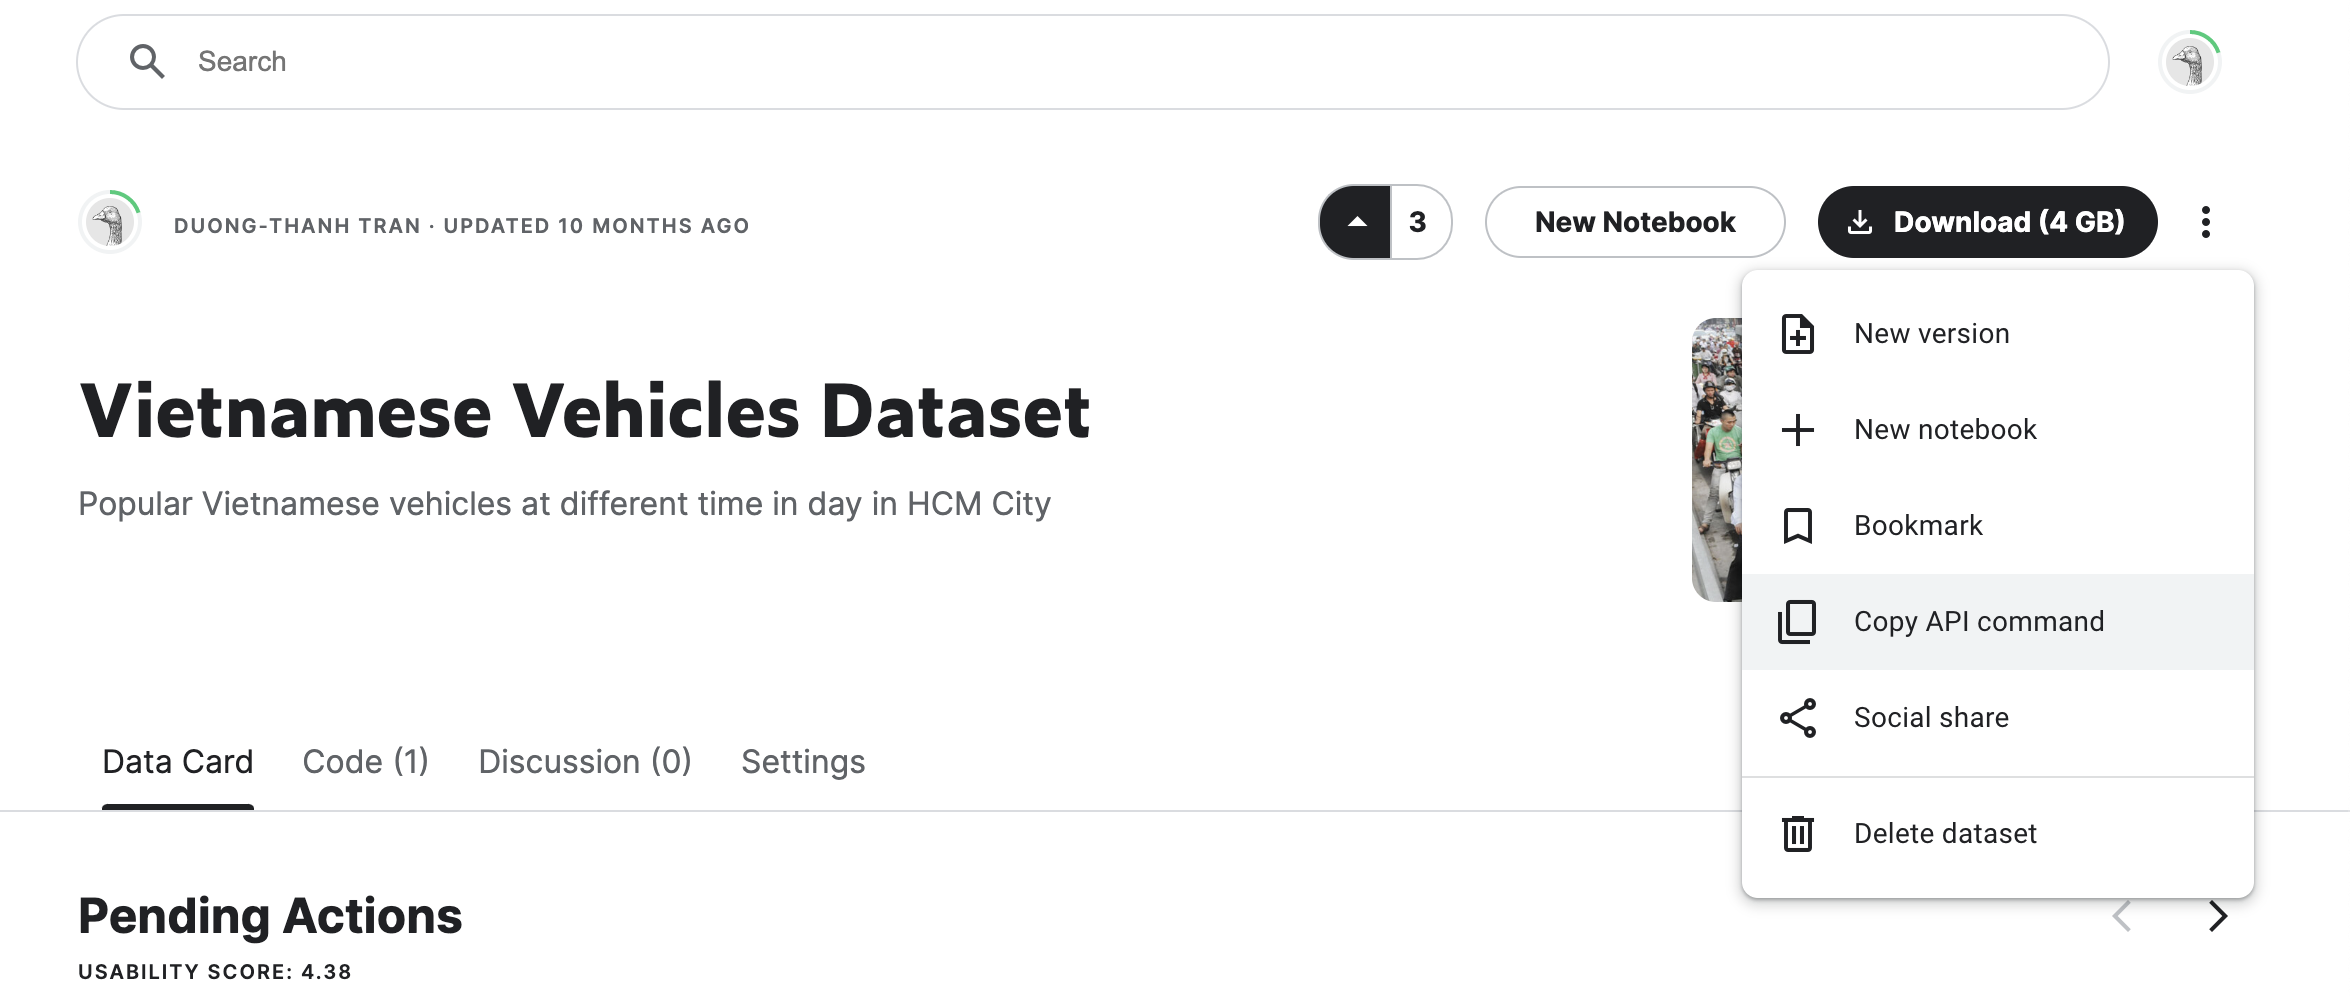 Search
DUONG-THANH TRAN · UPDATED 10 MONTHS AGO
3
New Notebook
Download (4 GB)
New version
New notebook
Bookmark
Copy API command
Social share
Delete dataset
Vietnamese Vehicles Dataset
Popular Vietnamese vehicles at different time in day in HCM City
Data Card
Code (1)
Discussion (0)
Settings
Pending Actions
USABILITY SCORE: 4.38